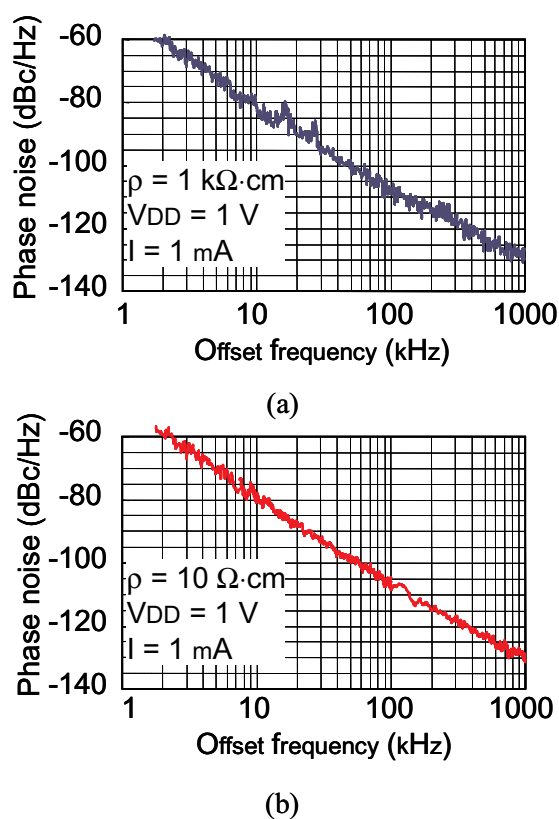 Phase noise (dBc/Hz)
-60
-80
-100
-120
-140
ρ = 1 kΩ·cm
VDD = 1 V
I = 1 mA
1 10 100 1000
Offset frequency (kHz)
(a)
Phase noise (dBc/Hz)
-60
-80
-100
-120
-140
ρ = 10 Ω·cm
VDD = 1 V
I = 1 mA
1 10 100 1000
Offset frequency (kHz)
(b)